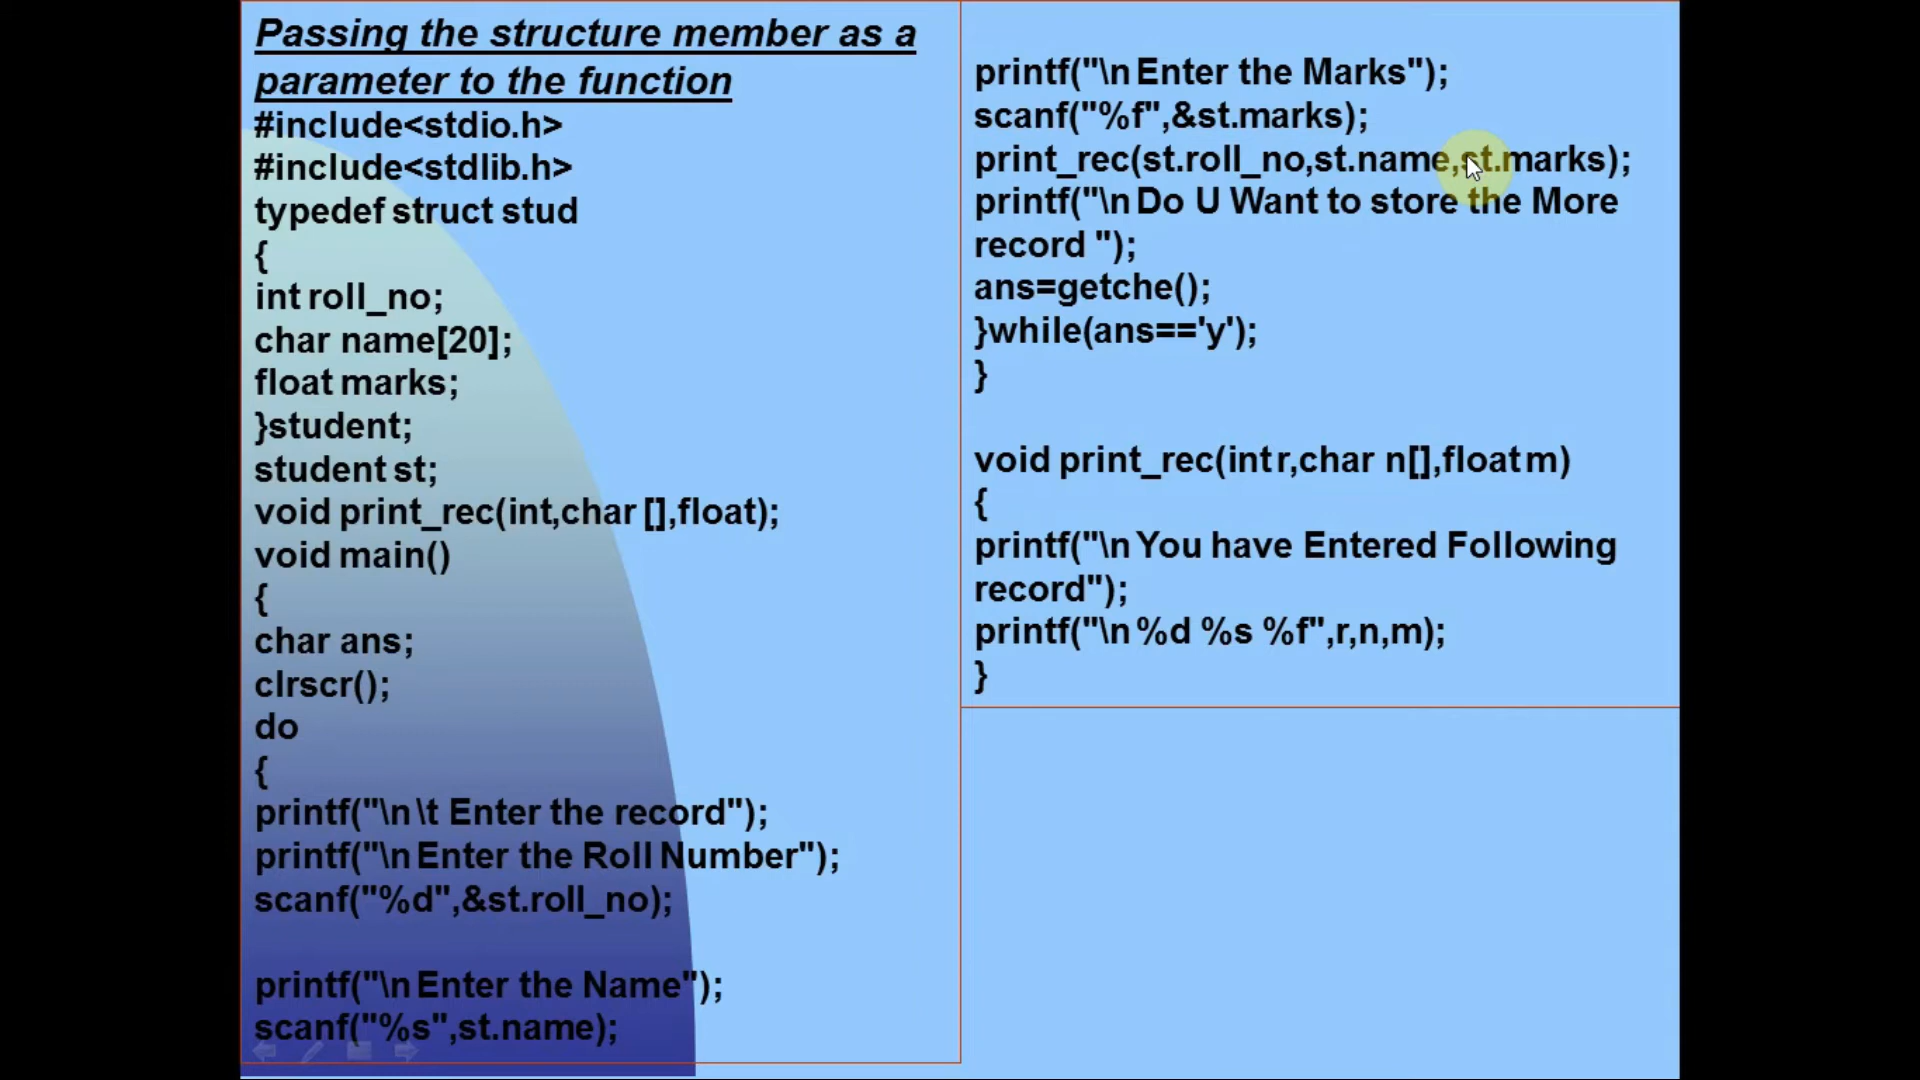 Passing the structure member as a
parameter to the function
#include<stdio.h>
#include<stdlib.h>
typedef struct stud
{
int roll_no;
char name[20];
float marks;
}student;
student st;
void print_rec(int,char [],float);
void main()
{
char ans;
clrscr();
do
{
printf("\n\t Enter the record");
printf("\n Enter the Roll Number");
scanf("%d",&st.roll_no);
printf("\n Enter the Name");
scanf("%s",st.name);
printf("\n Enter the Marks");
scanf("%f",&st.marks);
print_rec(st.roll_no,st.name,st.marks);
printf("\n Do U Want to store the More
record ");
ans=getche();
}while(ans=='y');
}
void print_rec(int r,char n[],float m)
{
printf("\n You have Entered Following
record");
printf("\n %d %s %f",r,n,m);
}